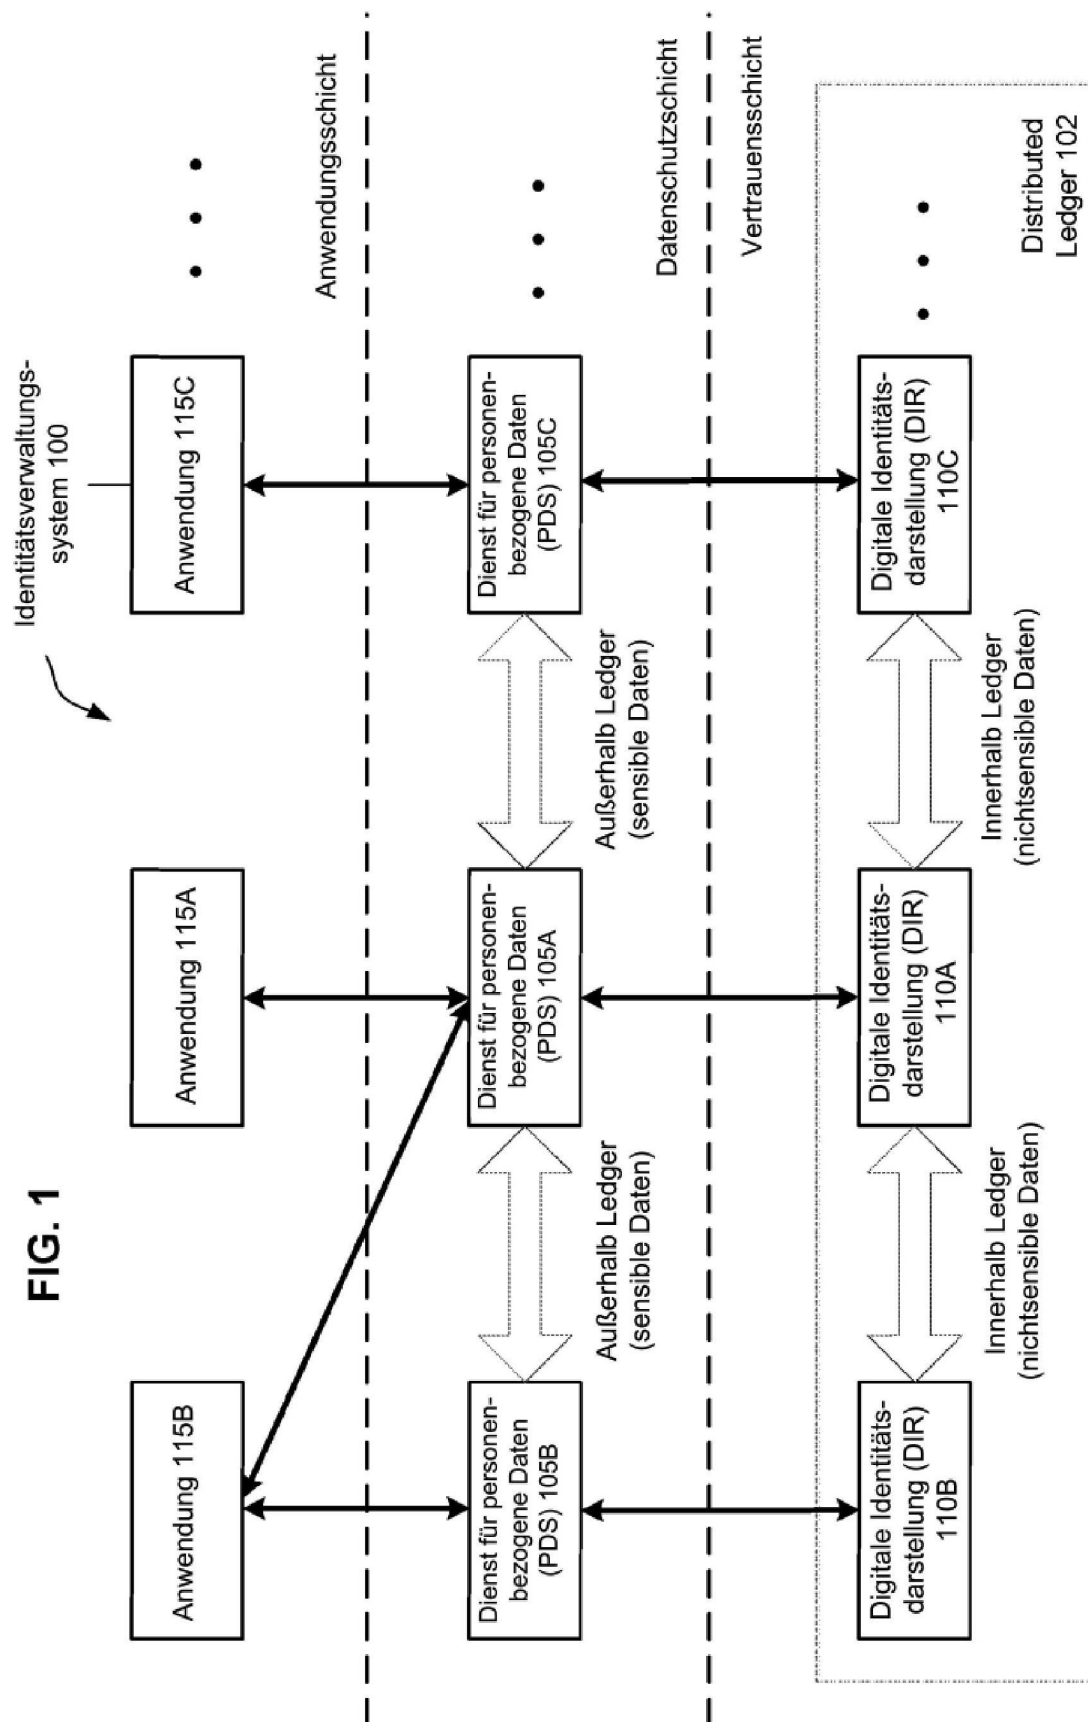 FIG. 1
Identitätsverwaltungs-
system 100
Anwendung 115B
Anwendung 115A
Anwendung 115C
Anwendungsschicht
Dienst für personen-
bezogene Daten
(PDS) 105B
Außerhalb Ledger
(sensible Daten)
Dienst für personen-
bezogene Daten
(PDS) 105A
Außerhalb Ledger
(sensible Daten)
Dienst für personen-
bezogene Daten
(PDS) 105C
Datenschutzschicht
Vertrauensschicht
Digitale Identitäts-
darstellung (DIR)
110B
Innerhalb Ledger
(nichtsensible Daten)
Digitale Identitäts-
darstellung (DIR)
110A
Innerhalb Ledger
(nichtsensible Daten)
Digitale Identitäts-
darstellung (DIR)
110C
Distributed
Ledger 102